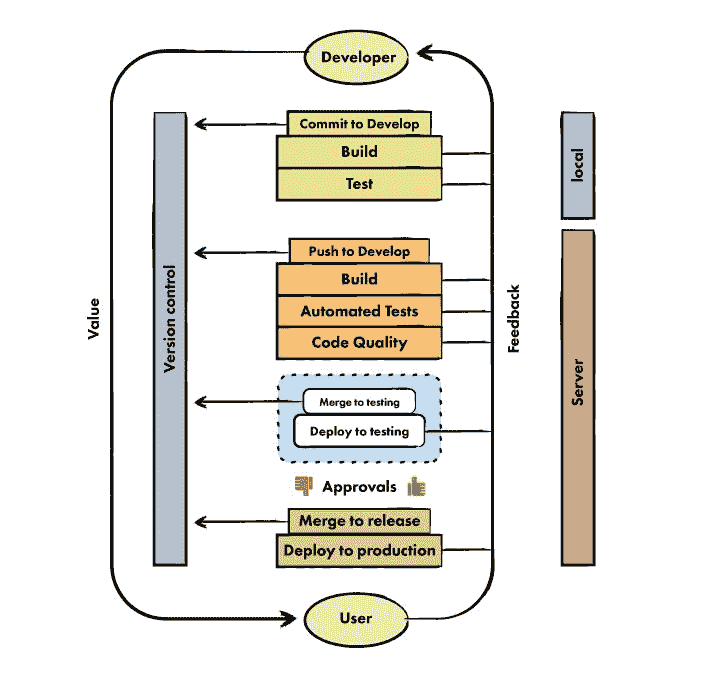 Developer
Commit to Develop
Build
Test
local
Push to Develop
Build
Automated Tests
Code Quality
Value
Version control
Feedback
Server
Merge to testing
Deploy to testing
Approvals
Merge to release
Deploy to production
User